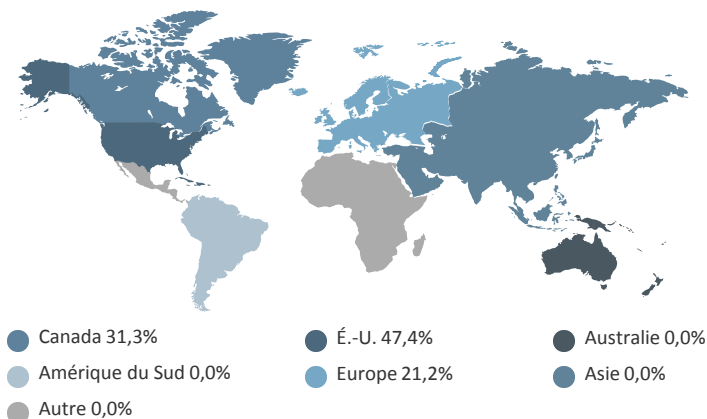 Canada 31,3%
É.-U. 47,4%
Australie 0,0%
Amérique du Sud 0,0%
Europe 21,2%
Asie 0,0%
Autre 0,0%